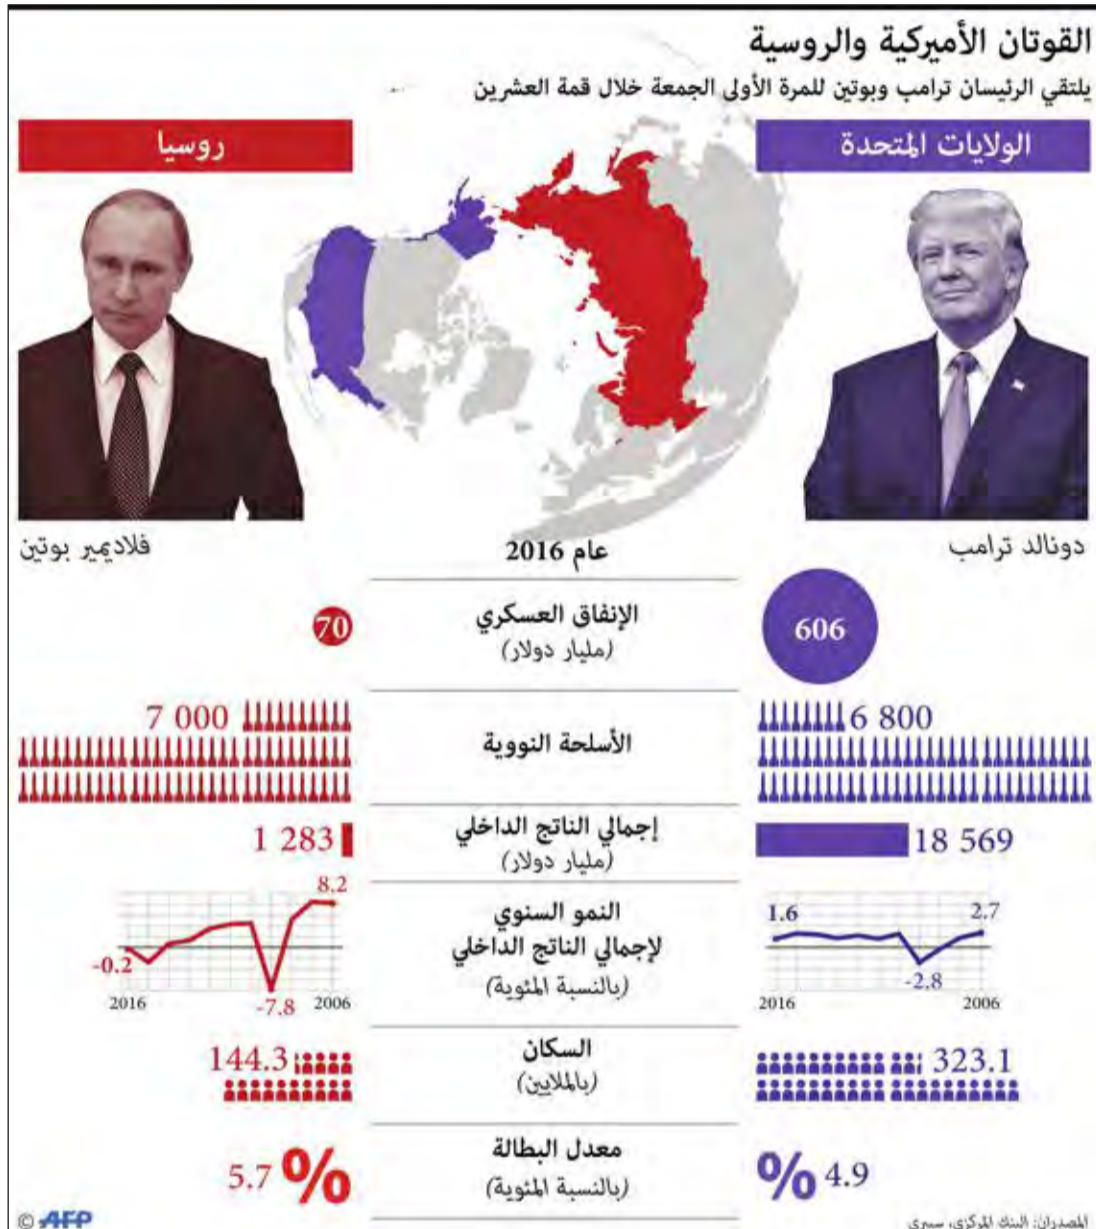 القوتان الأميركية والروسية
يلتقي الرئيسان ترامب وبوتين للمرة الأولى الجمعة خلال قمة العشرين
الولايات المتحدة
روسيا
دونالد ترامب
فلاديمير بوتين
عام 2016
606
الإنفاق العسكري
(مليار دولار)
70
6 800
الأسلحة النووية
7 000
18 569
إجمالي الناتج الداخلي
(مليار دولار)
1 283
1.6
2.7
-2.8
2016
2006
النمو السنوي
لإجمالي الناتج الداخلي
(بالنسبة المئوية)
8.2
-0.2
-7.8
2016
2006
323.1
السكان
(بالملايين)
144.3
% 4.9
معدل البطالة
(بالنسبة المئوية)
5.7 %
المصدران: البنك المركزي، سيبري
© AFP